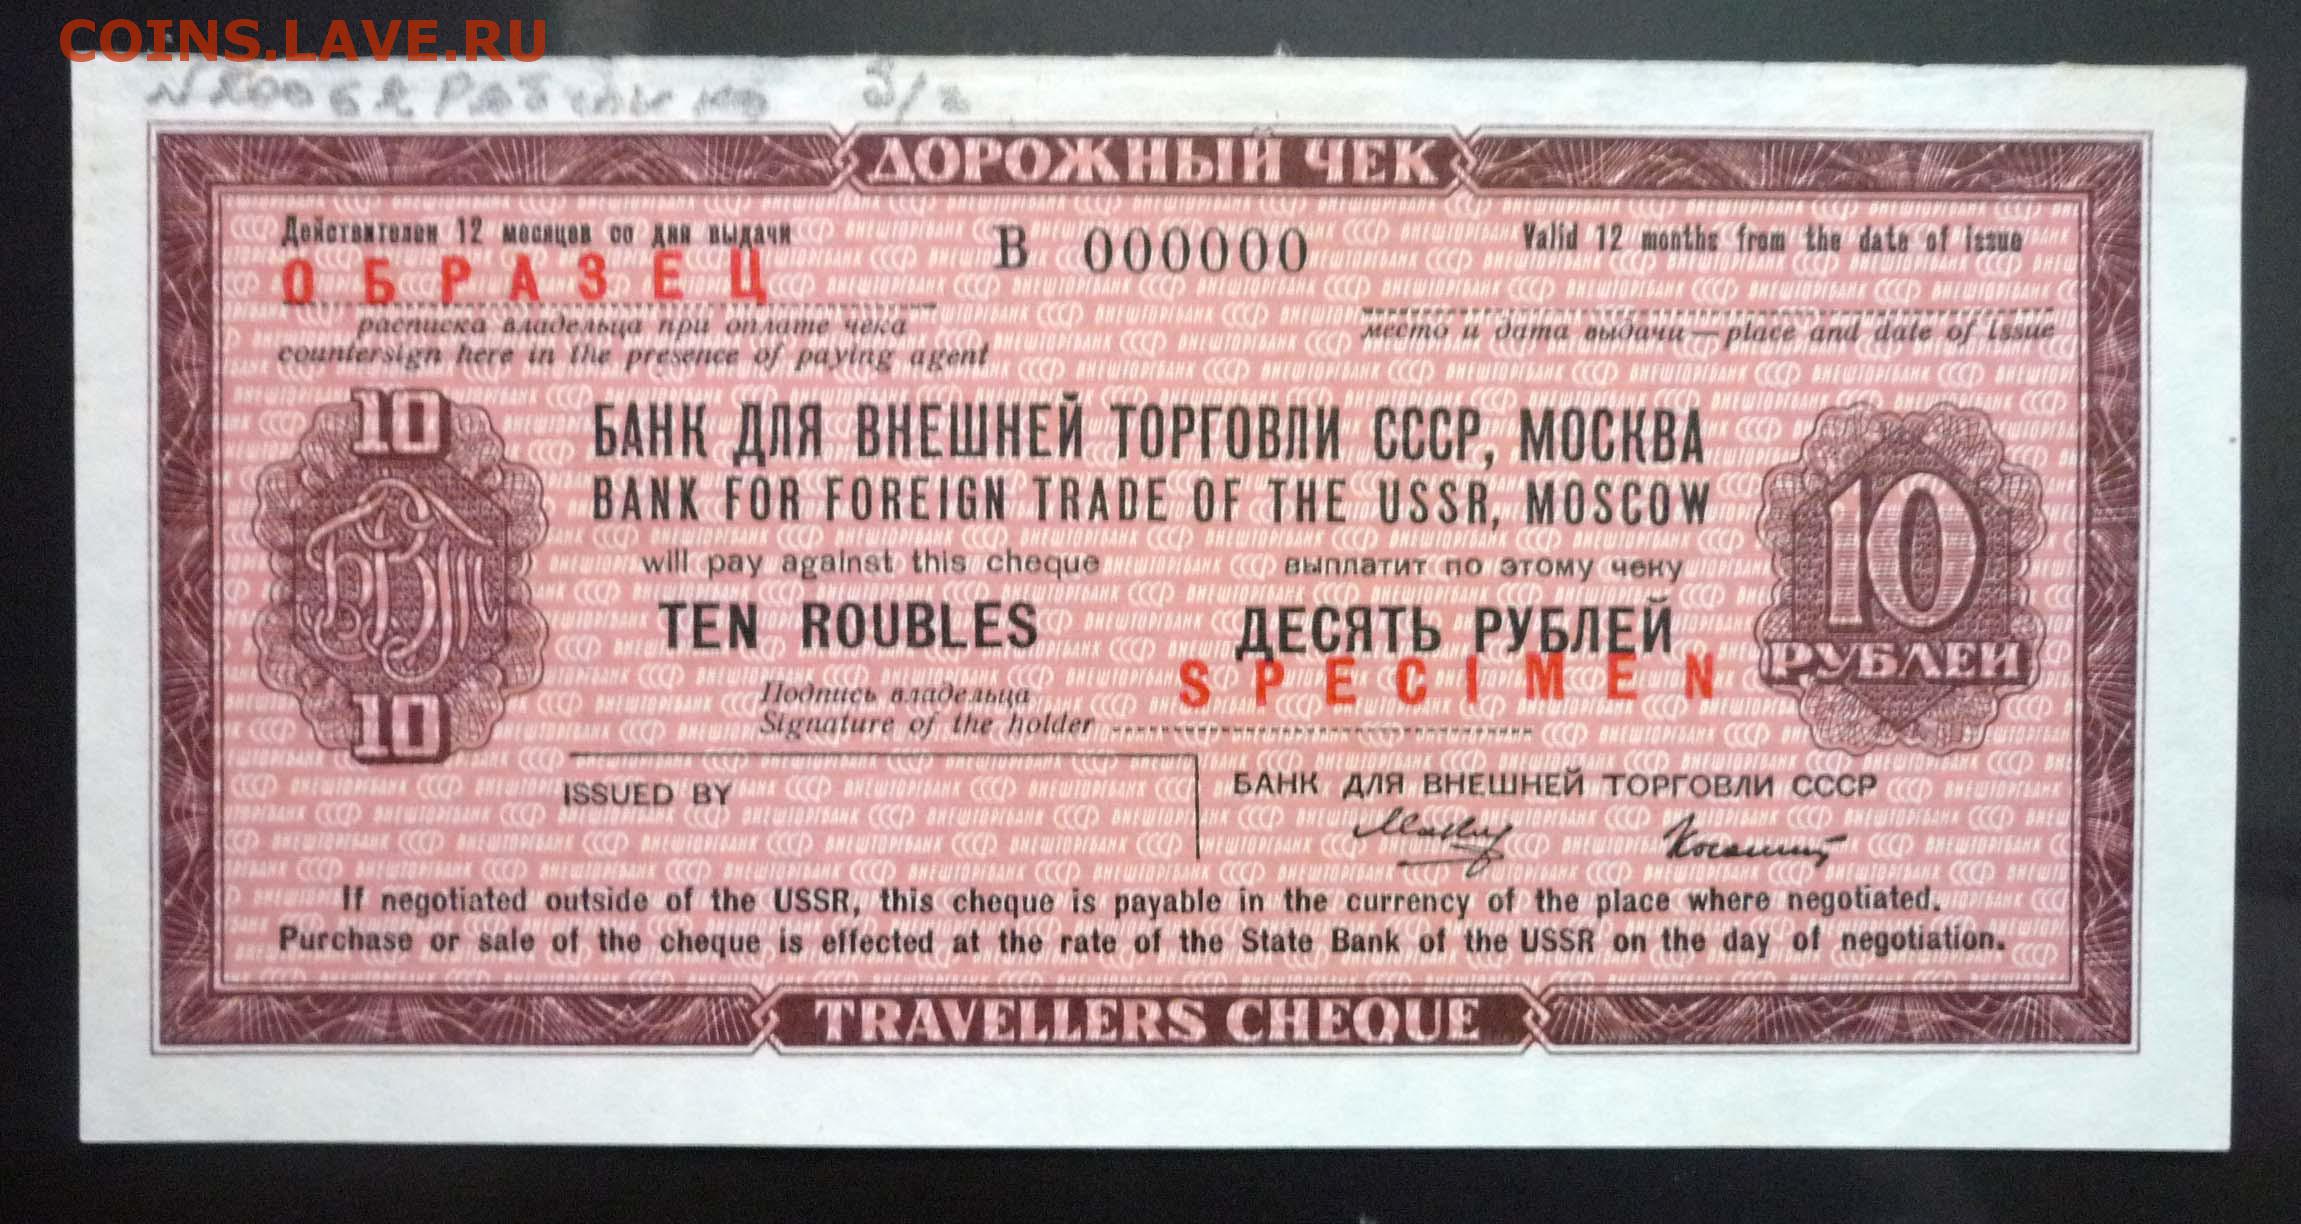 COINS.LAVE.RU
ДОРОЖНЫЙ ЧЕК
Действителен 12 месяцев со дня выдачи
В 000000
Valid 12 months from the date of issue
ОБРАЗЕЦ
расписка владельца при оплате чека
countersign here in the presence of paying agent
место и дата выдачи — place and date of issue
10
БВТ
10
БАНК ДЛЯ ВНЕШНЕЙ ТОРГОВЛИ СССР, МОСКВА
BANK FOR FOREIGN TRADE OF THE USSR, MOSCOW
will pay against this cheque
выплатит по этому чеку
TEN ROUBLES
ДЕСЯТЬ РУБЛЕЙ
10
РУБЛЕЙ
SPECIMEN
Подпись владельца
Signature of the holder
ISSUED BY
БАНК ДЛЯ ВНЕШНЕЙ ТОРГОВЛИ СССР
If negotiated outside of the USSR, this cheque is payable in the currency of the place where negotiated.
Purchase or sale of the cheque is effected at the rate of the State Bank of the USSR on the day of negotiation.
TRAVELLERS CHEQUE
ВНЕШТОРГБАНК СССР